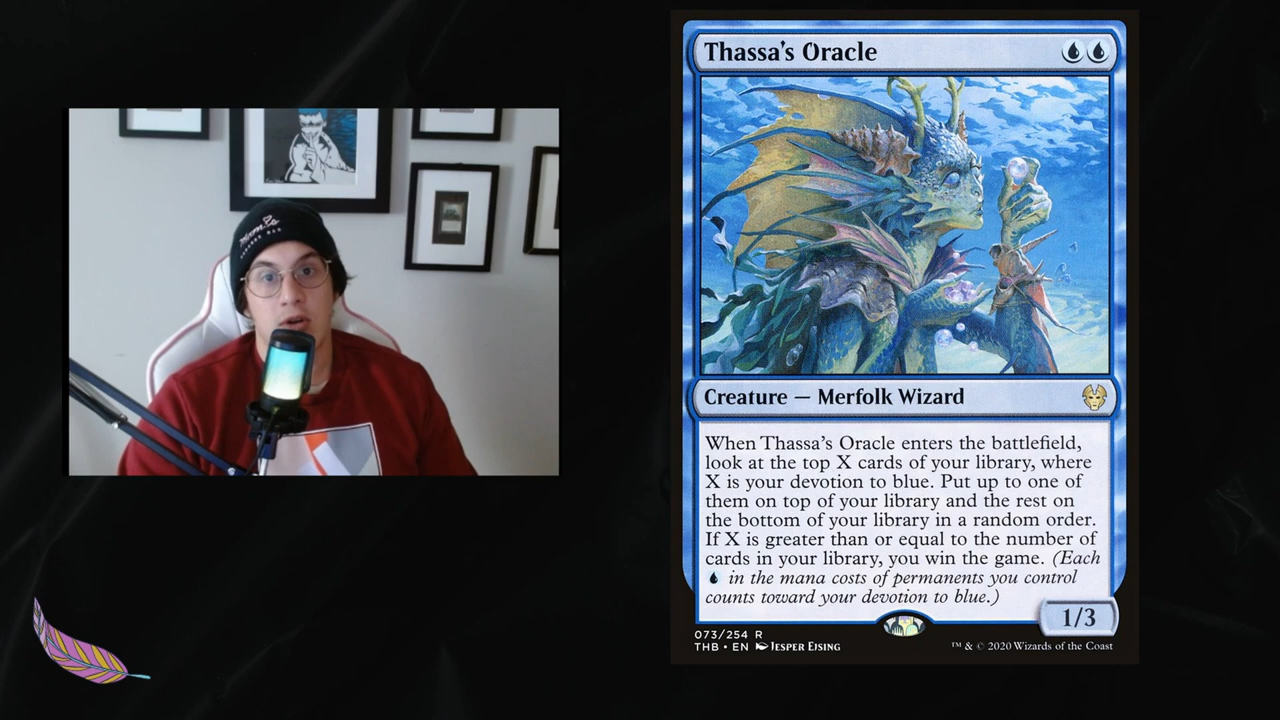 Thassa's Oracle
Creature — Merfolk Wizard
When Thassa's Oracle enters the battlefield,
look at the top X cards of your library, where
X is your devotion to blue. Put up to one of
them on top of your library and the rest on
the bottom of your library in a random order.
If X is greater than or equal to the number of
cards in your library, you win the game. (Each
in the mana costs of permanents you control
counts toward your devotion to blue.)
1/3
073/254 R
THB • EN JESPER EJSING
™ & © 2020 Wizards of the Coast